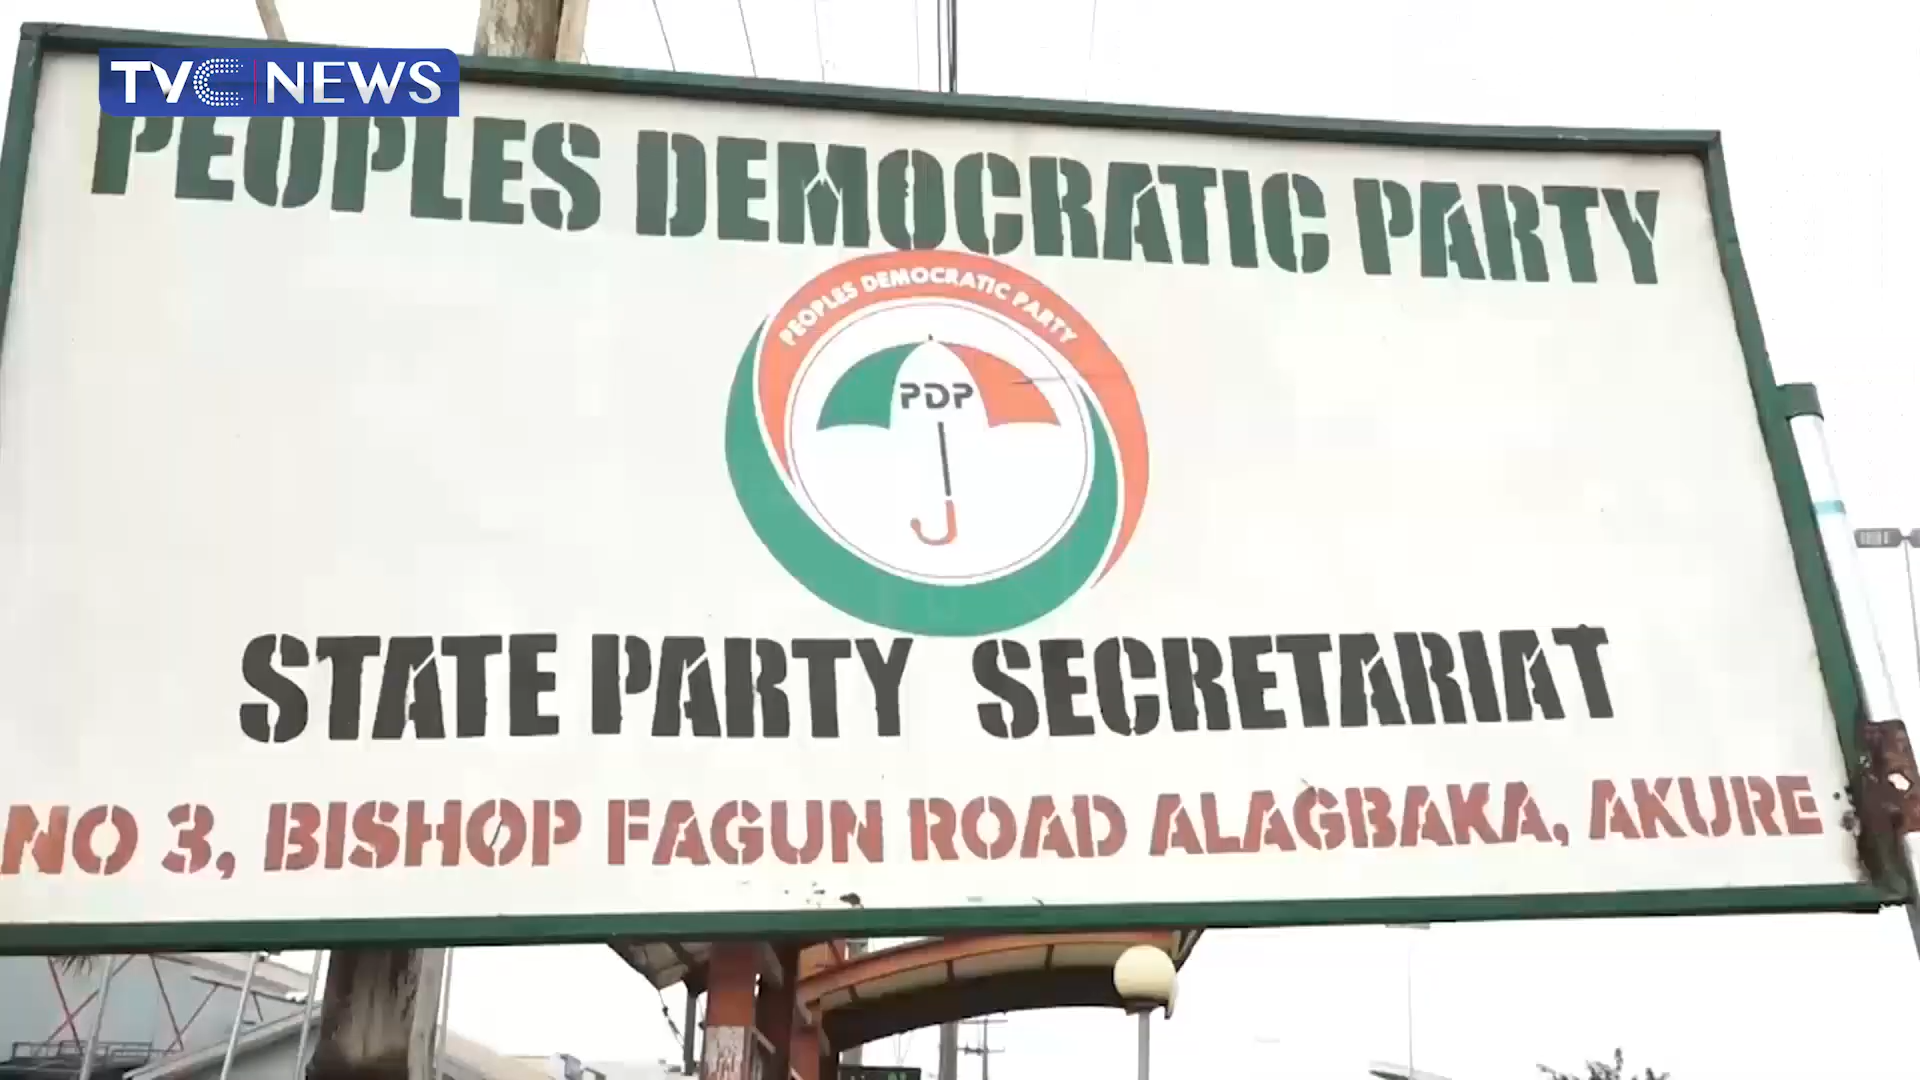 TVC NEWS
PEOPLES DEMOCRATIC PARTY
PEOPLES DEMOCRATIC PARTY
PDP
STATE PARTY SECRETARIAT
NO 3, BISHOP FAGUN ROAD ALAGBAKA, AKURE